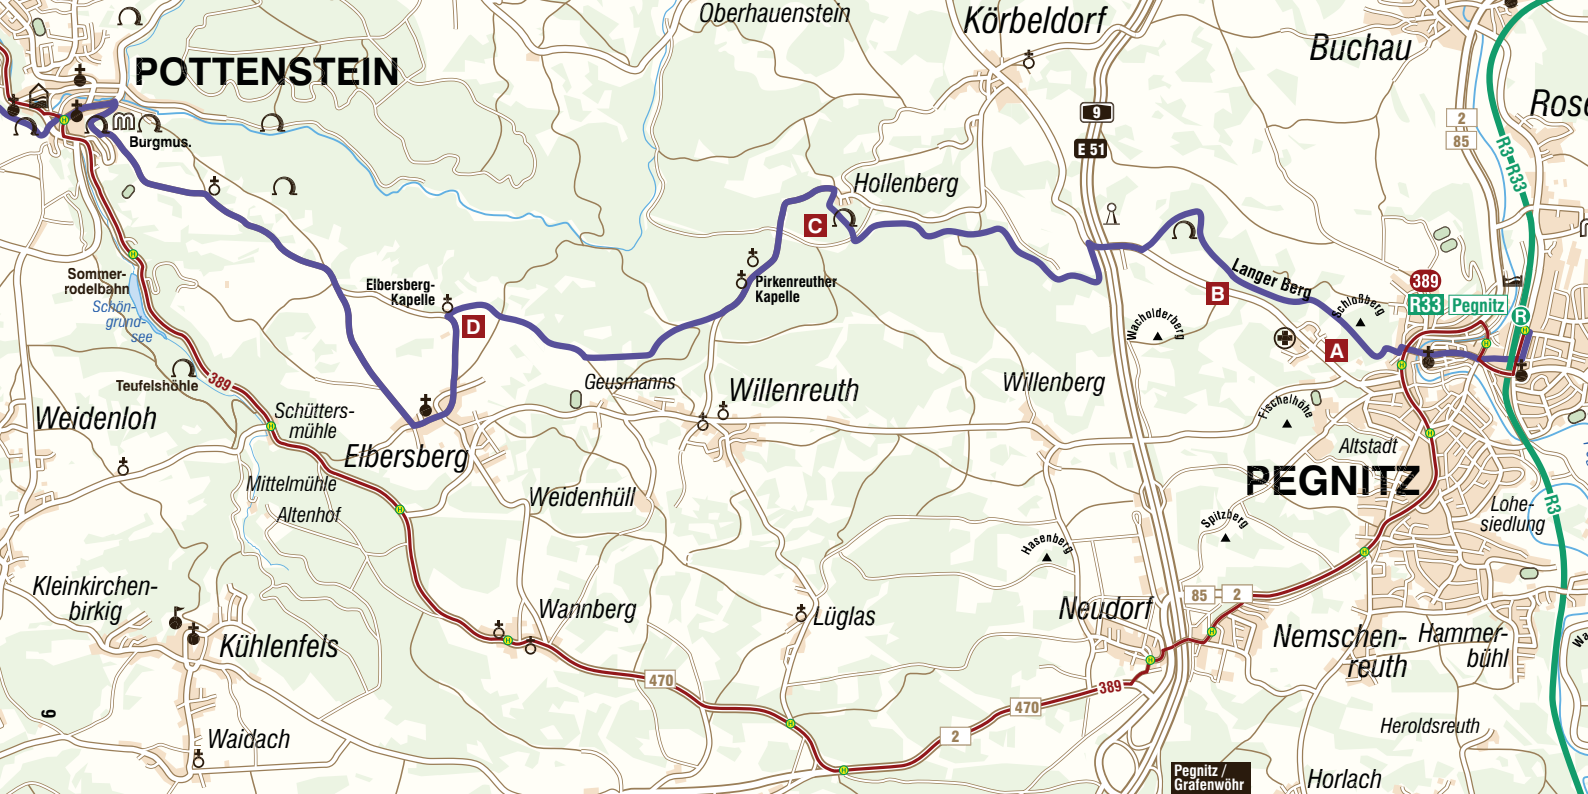 Oberhauenstein
Körbeldorf
Buchau
POTTENSTEIN
9
E 51
2
85
R3-R33
Burgmus.
Hollenberg
C
Sommer-
rodelbahn
Schön-
grund-
see
Elbersberg-
Kapelle
D
Pirkenreuther
Kapelle
Langer Berg
B
Schloßberg
389
R33
Pegnitz
R
Wacholderberg
A
Teufelshöhle
389
Geusmanns
Willenreuth
Willenberg
Weidenloh
Schütters-
mühle
Elbersberg
Fischelhöhe
Altstadt
PEGNITZ
Mittelmühle
Altenhof
Weidenhüll
Lohe-
siedlung
R3
Spitzberg
Hasenberg
Kleinkirchen-
birkig
Kühlenfels
Wannberg
Lüglas
Neudorf
85
2
Nemschen-
reuth
Hammer-
bühl
470
389
470
2
9
Waidach
Heroldsreuth
Pegnitz /
Grafenwöhr
Horlach